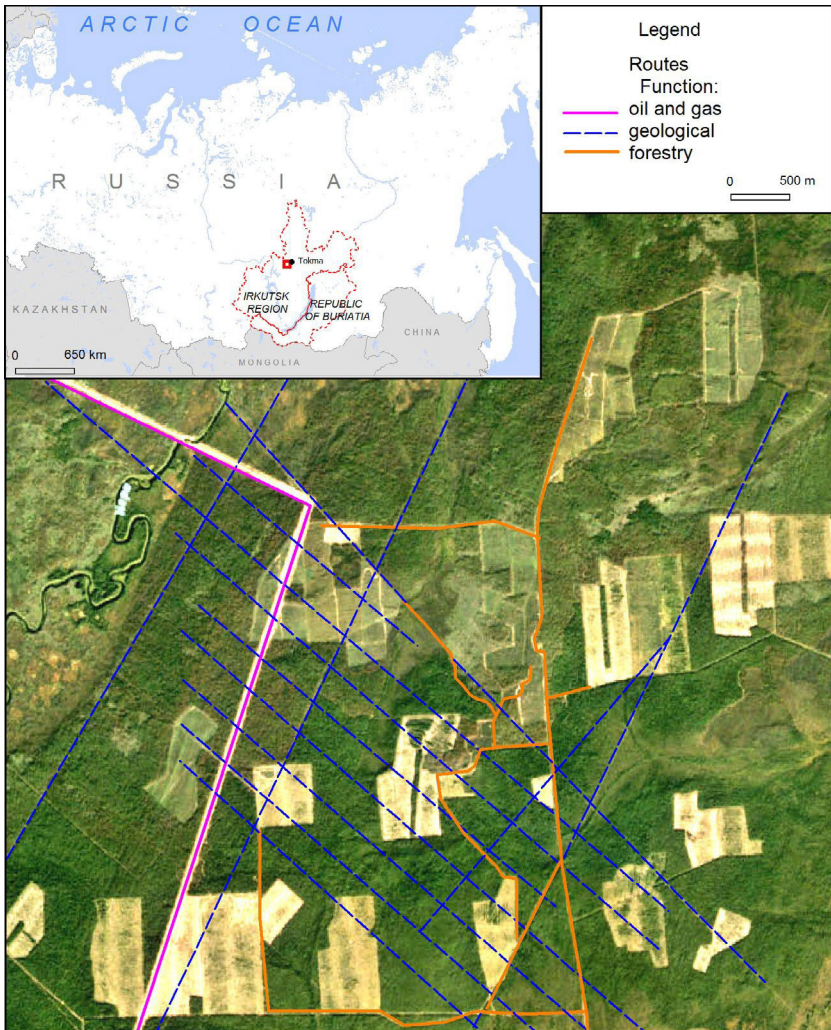 ARCTIC OCEAN
RUSSIA
Tokma
IRKUTSK
REGION
REPUBLIC
OF BURIATIA
KAZAKHSTAN
CHINA
MONGOLIA
0 650 km
Legend
Routes
Function:
oil and gas
geological
forestry
0 500 m